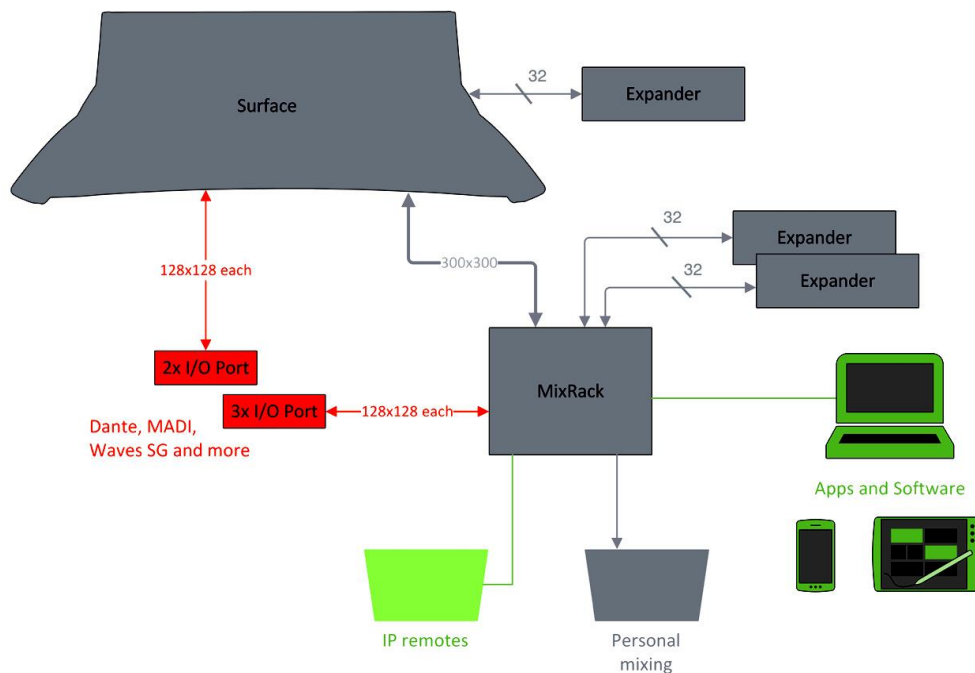 Surface
32
Expander
128x128 each
300x300
32
Expander
32
Expander
2x I/O Port
3x I/O Port
128x128 each
MixRack
Dante, MADI,
Waves SG and more
Apps and Software
IP remotes
Personal
mixing